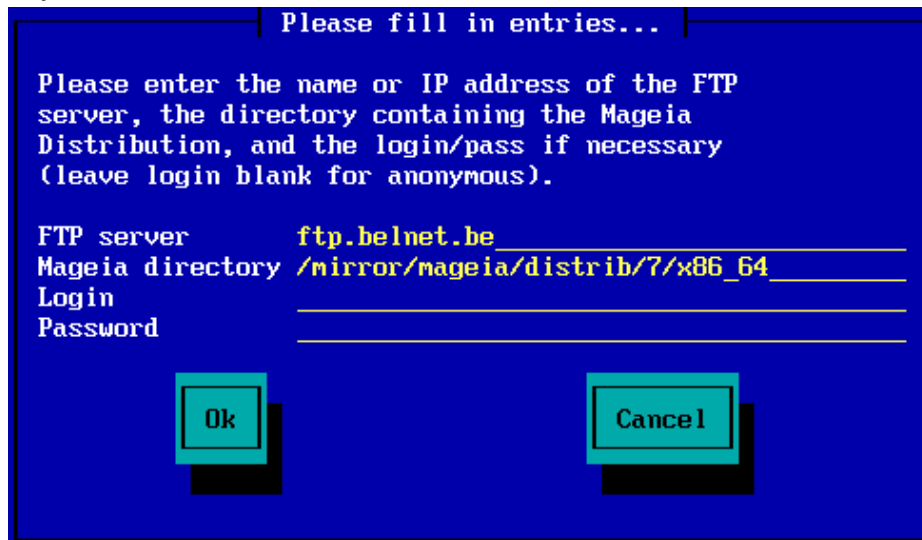 Please fill in entries...
Please enter the name or IP address of the FTP
server, the directory containing the Mageia
Distribution, and the login/pass if necessary
(leave login blank for anonymous).
FTP server ftp.belnet.be
Mageia directory /mirror/mageia/distrib/7/x86_64
Login
Password
Ok Cancel